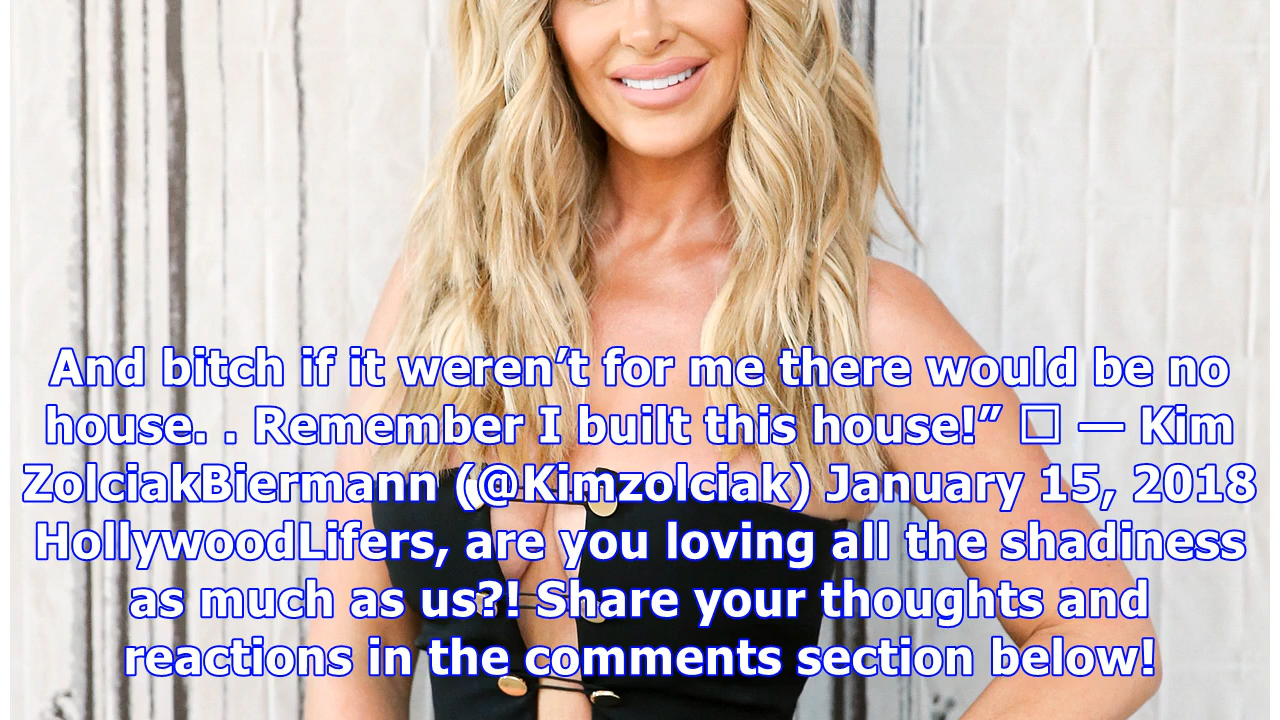 And bitch if it weren’t for me there would be no
house. . Remember I built this house!” □ — Kim
ZolciakBiermann (@Kimzolciak) January 15, 2018
HollywoodLifers, are you loving all the shadiness
as much as us?! Share your thoughts and
reactions in the comments section below!